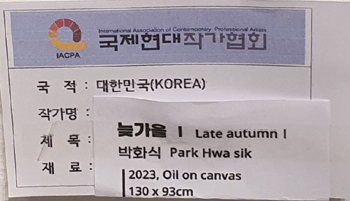 International Association of Contemporary Professional Artists
국제현대작가협회
IACPA
국 적 : 대한민국(KOREA)
작가명 :
제 목 :
재 료 :
늦가을 I Late autumn I
박화식 Park Hwa sik
2023, Oil on canvas
130 x 93cm